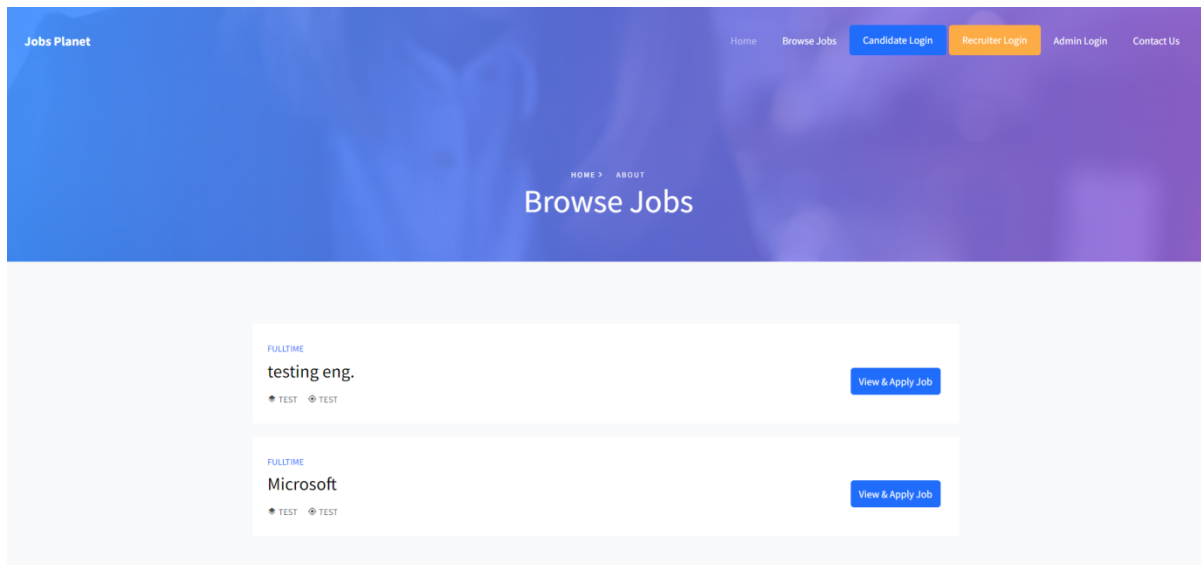 Jobs Planet Home Browse Jobs Candidate Login Recruiter Login Admin Login Contact Us
HOME > ABOUT
Browse Jobs
FULLTIME
testing eng.
View & Apply Job
TEST TEST
FULLTIME
Microsoft
View & Apply Job
TEST TEST